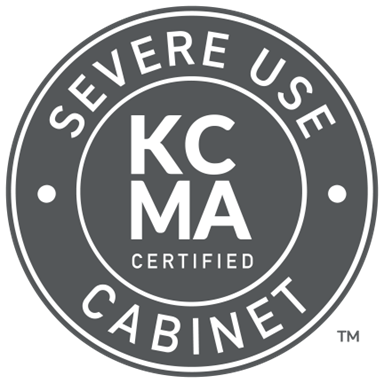 SEVERE USE
KC
MA
CERTIFIED
CABINET
TM